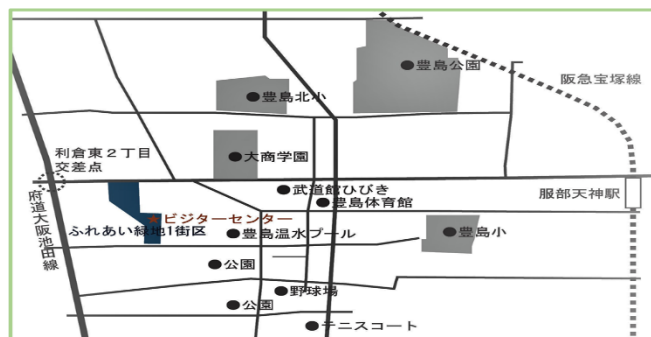 豊島公園
阪急宝塚線
豊島北小
利倉東２丁目
交差点
大商学園
武道館ひびき
豊島体育館
服部天神駅
府道大阪池田線
ビジターセンター
ふれあい緑地1街区
豊島温水プール
豊島小
公園
野球場
公園
テニスコート